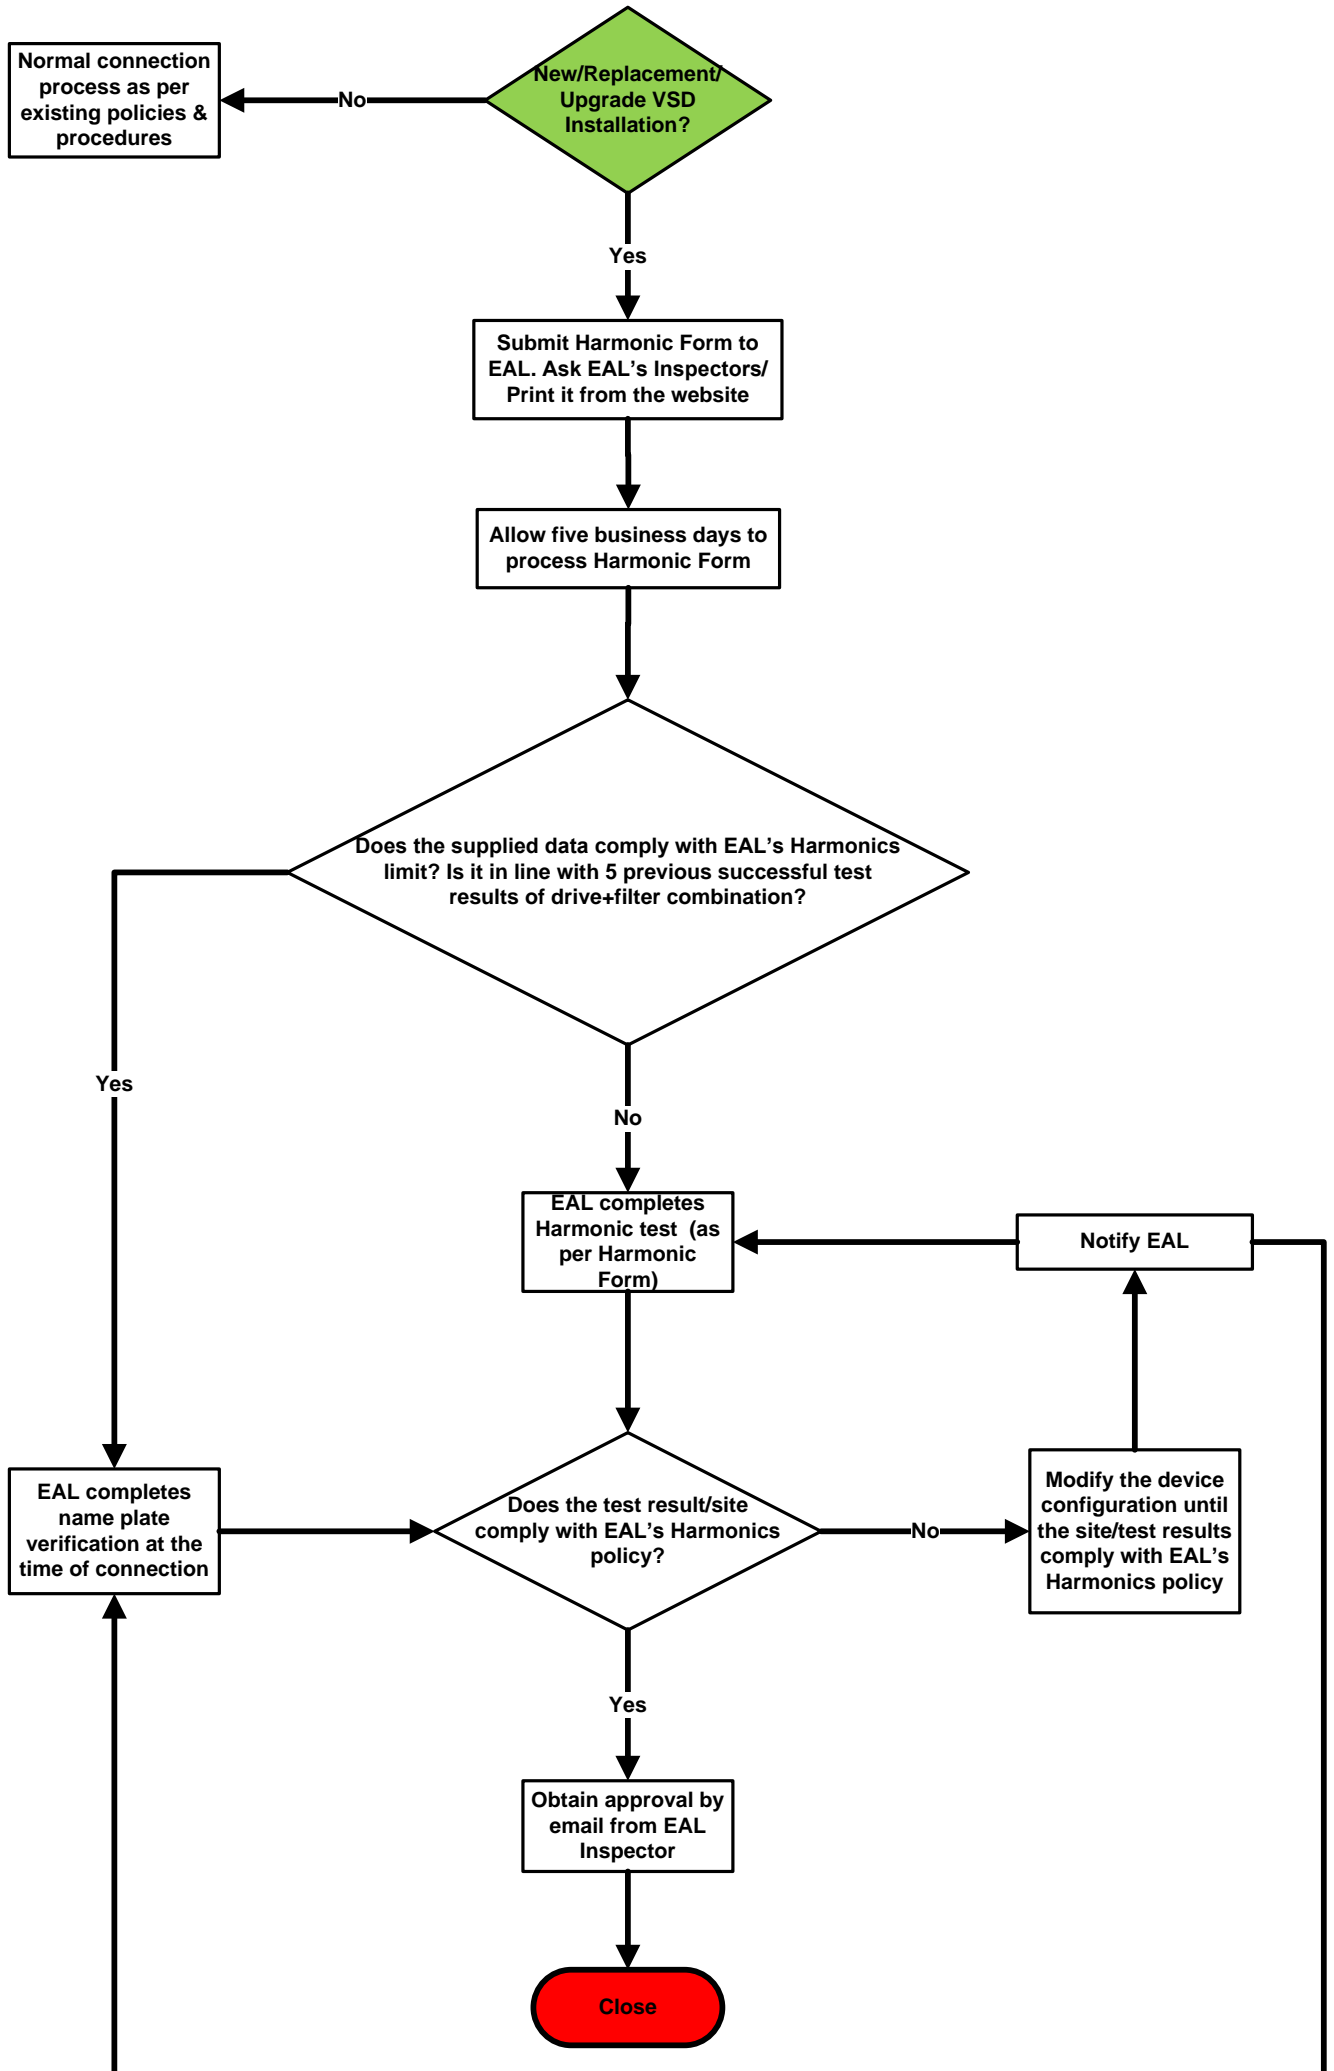 New/Replacement/
Upgrade VSD
Installation?
No
Normal connection
process as per
existing policies &
procedures
Yes
Submit Harmonic Form to
EAL. Ask EAL’s Inspectors/
Print it from the website
Allow five business days to
process Harmonic Form
Does the supplied data comply with EAL’s Harmonics
limit? Is it in line with 5 previous successful test
results of drive+filter combination?
Yes
No
EAL completes
Harmonic test  (as
per Harmonic
Form)
Notify EAL
EAL completes
name plate
verification at the
time of connection
Does the test result/site
comply with EAL’s Harmonics
policy?
No
Modify the device
configuration until
the site/test results
comply with EAL’s
Harmonics policy
Yes
Obtain approval by
email from EAL
Inspector
Close